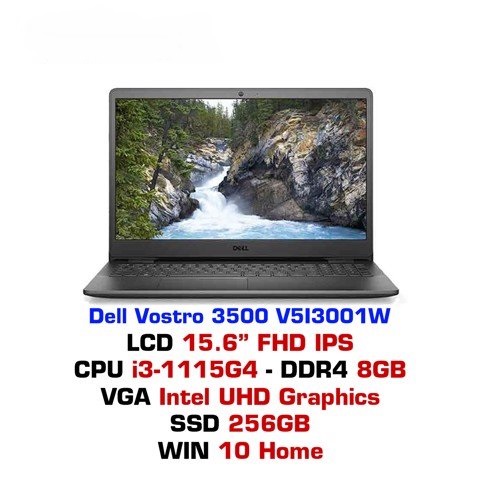 DELL
Dell Vostro 3500 V5I3001W
LCD 15.6” FHD IPS
CPU i3-1115G4 - DDR4 8GB
VGA Intel UHD Graphics
SSD 256GB
WIN 10 Home